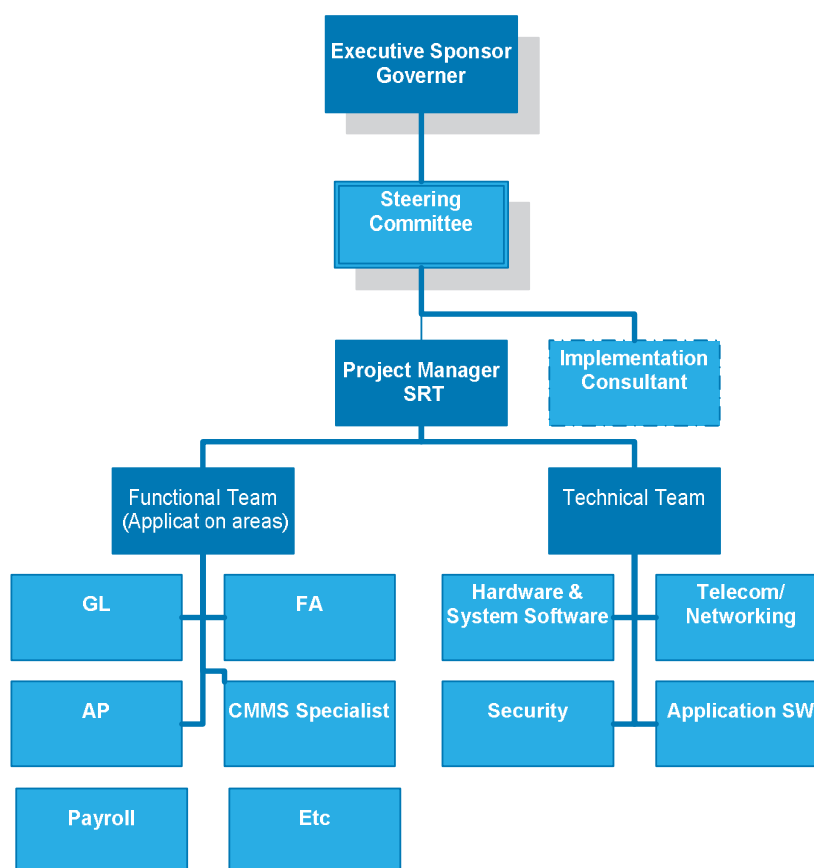 Executive Sponsor
Governer
Steering
Committee
Project Manager
SRT
Implementation
Consultant
Functional Team
(Applicat on areas)
Technical Team
GL
FA
Hardware &
System Software
Telecom/
Networking
AP
CMMS Specialist
Security
Application SW
Payroll
Etc